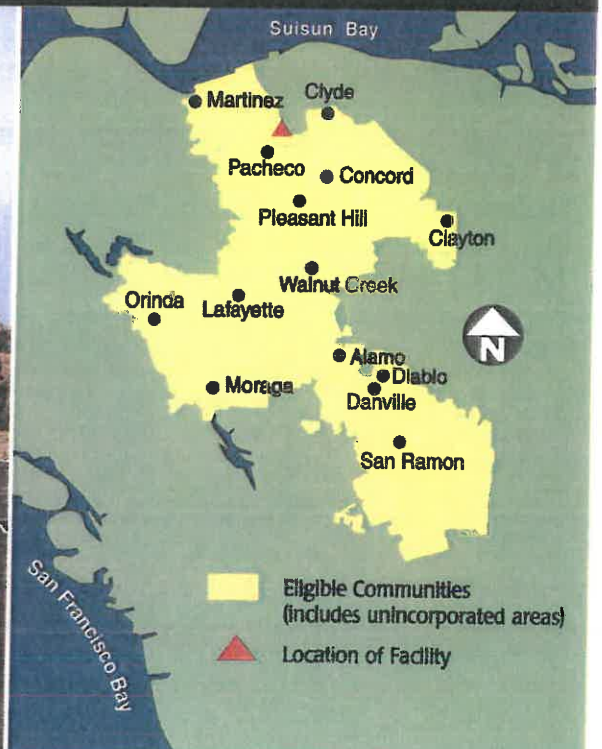 Suisun Bay
Martinez
Clyde
Pacheco
Concord
Pleasant Hill
Clayton
Walnut Creek
Orinda
Lafayette
N
Alamo
Diablo
Moraga
Danville
San Ramon
San Francisco Bay
Eligible Communities
(includes unincorporated areas)
Location of Facility